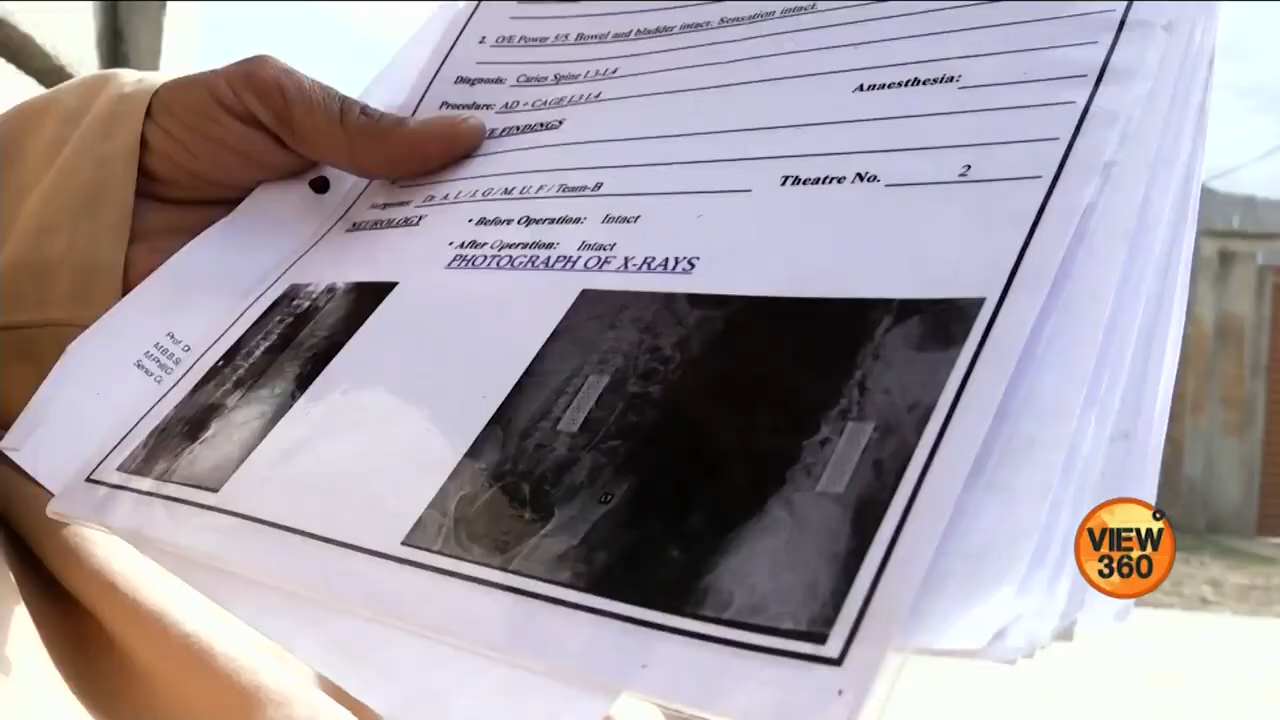 2. O/E Power 5/5. Bowel and bladder intact. Sensation intact.
Diagnosis: Caries Spine L3-L4
Anaesthesia:
Procedure: AD + CAGE L3 L4
FINDINGS
Theatre No. 2
Dr. A. L / J. G / M. U. F / Team-B
NEUROLOGY
• Before Operation: Intact
• After Operation: Intact
PHOTOGRAPH OF X-RAYS
Prof. Dr
M.B.B.S
Senior C
VIEW
360°